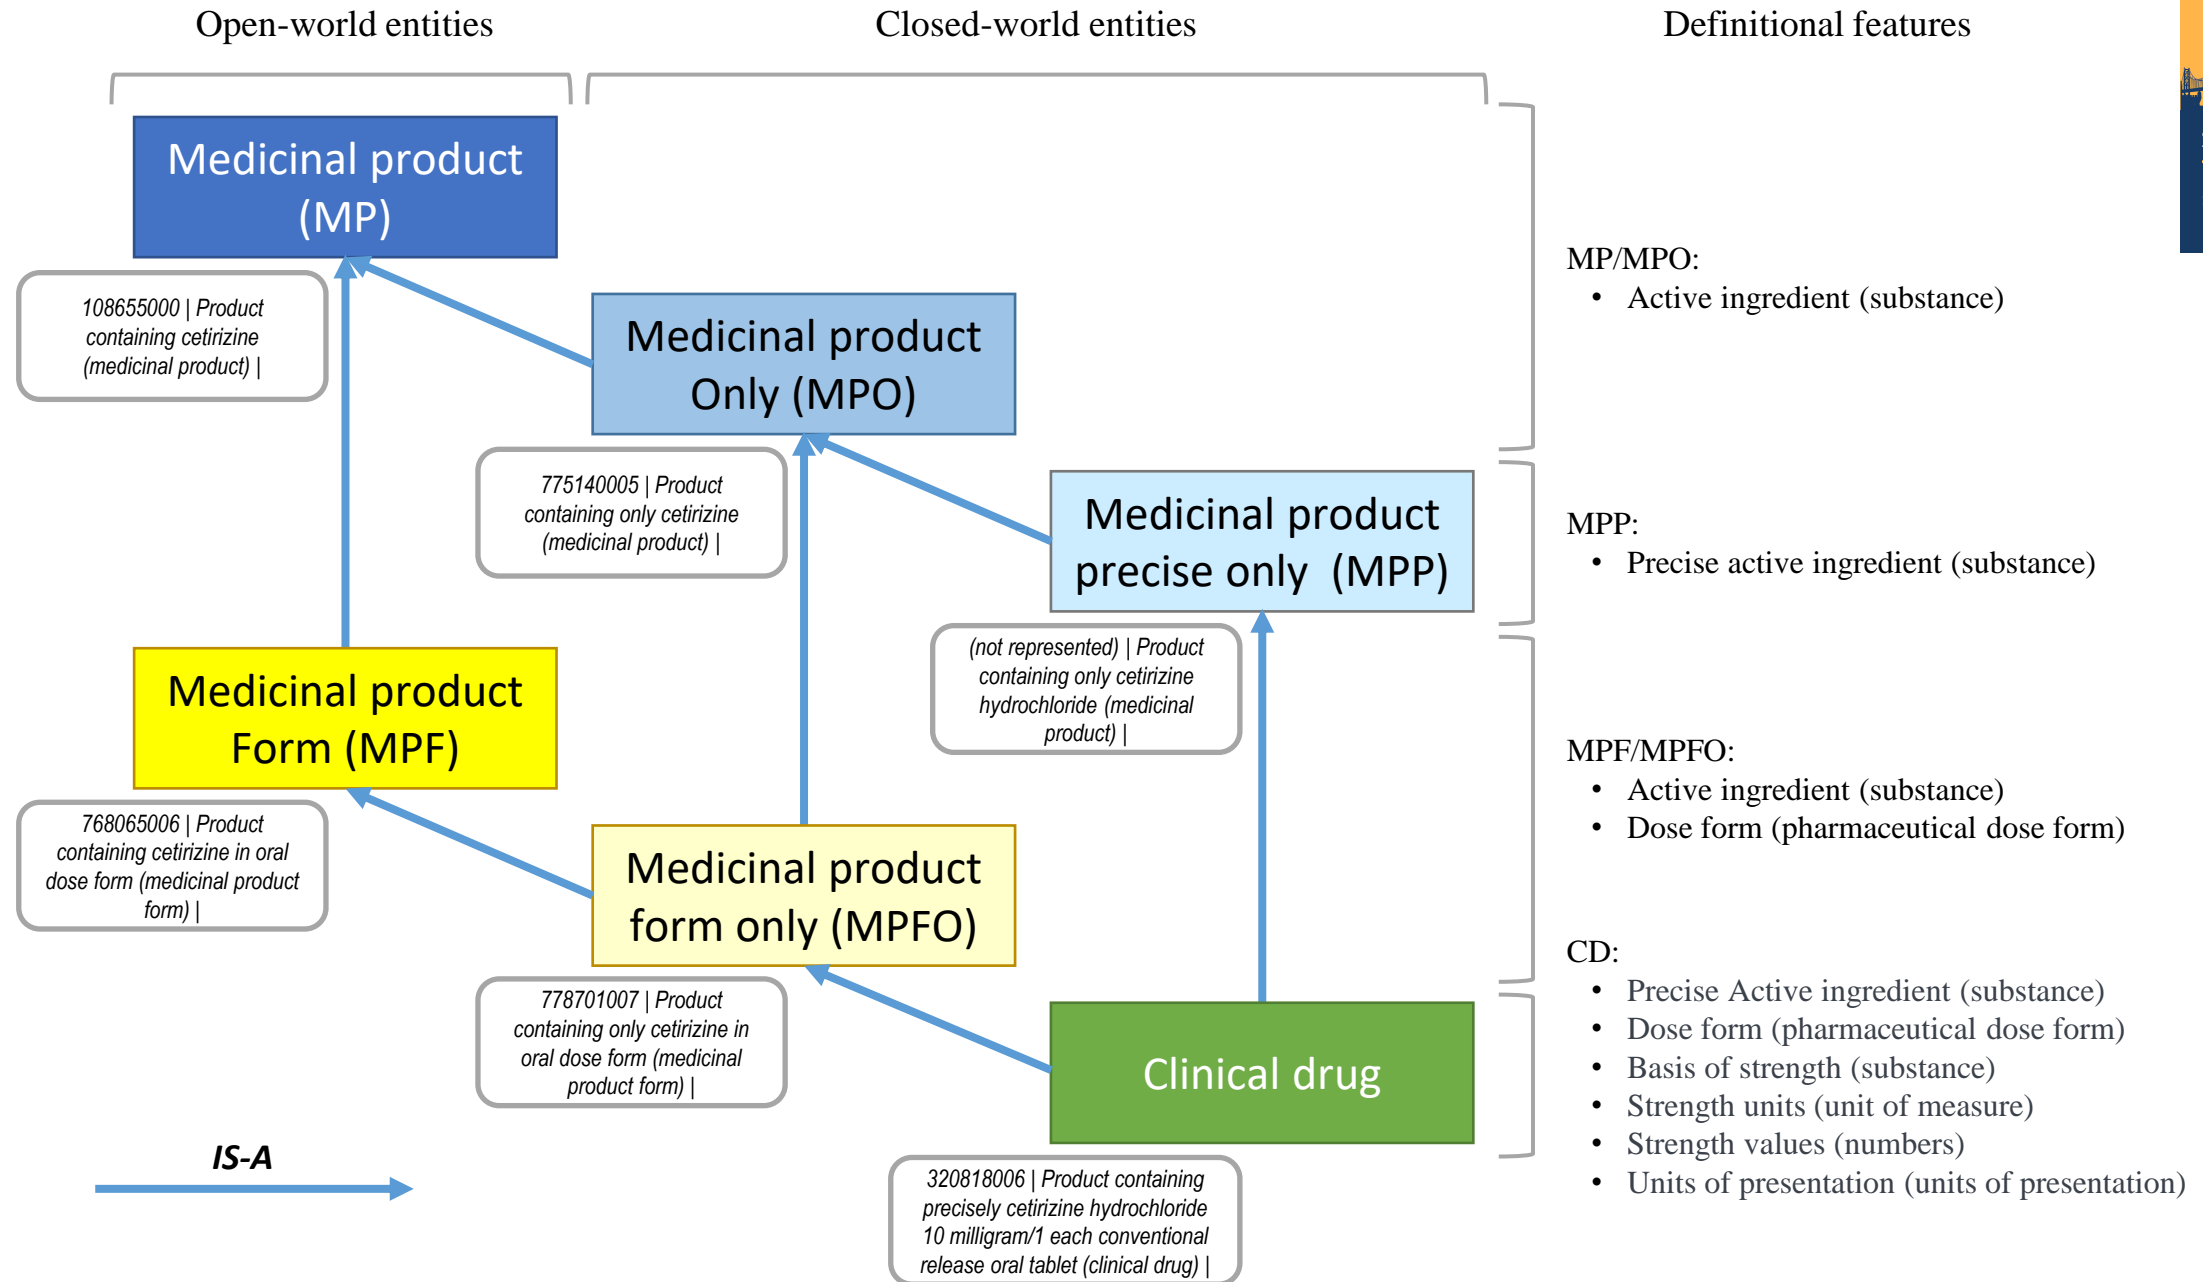 Open-world entities
Closed-world entities
Definitional features
Medicinal product
(MP)
108655000 | Product
containing cetirizine
(medicinal product) |
Medicinal product
Only (MPO)
775140005 | Product
containing only cetirizine
(medicinal product) |
Medicinal product
precise only  (MPP)
(not represented) | Product
containing only cetirizine
hydrochloride (medicinal
product) |
Medicinal product
Form (MPF)
768065006 | Product
containing cetirizine in oral
dose form (medicinal product
form) |
Medicinal product
form only (MPFO)
778701007 | Product
containing only cetirizine in
oral dose form (medicinal
product form) |
Clinical drug
320818006 | Product containing
precisely cetirizine hydrochloride
10 milligram/1 each conventional
release oral tablet (clinical drug) |
IS-A
MP/MPO:
• Active ingredient (substance)
MPP:
• Precise active ingredient (substance)
MPF/MPFO:
• Active ingredient (substance)
• Dose form (pharmaceutical dose form)
CD:
• Precise Active ingredient (substance)
• Dose form (pharmaceutical dose form)
• Basis of strength (substance)
• Strength units (unit of measure)
• Strength values (numbers)
• Units of presentation (units of presentation)